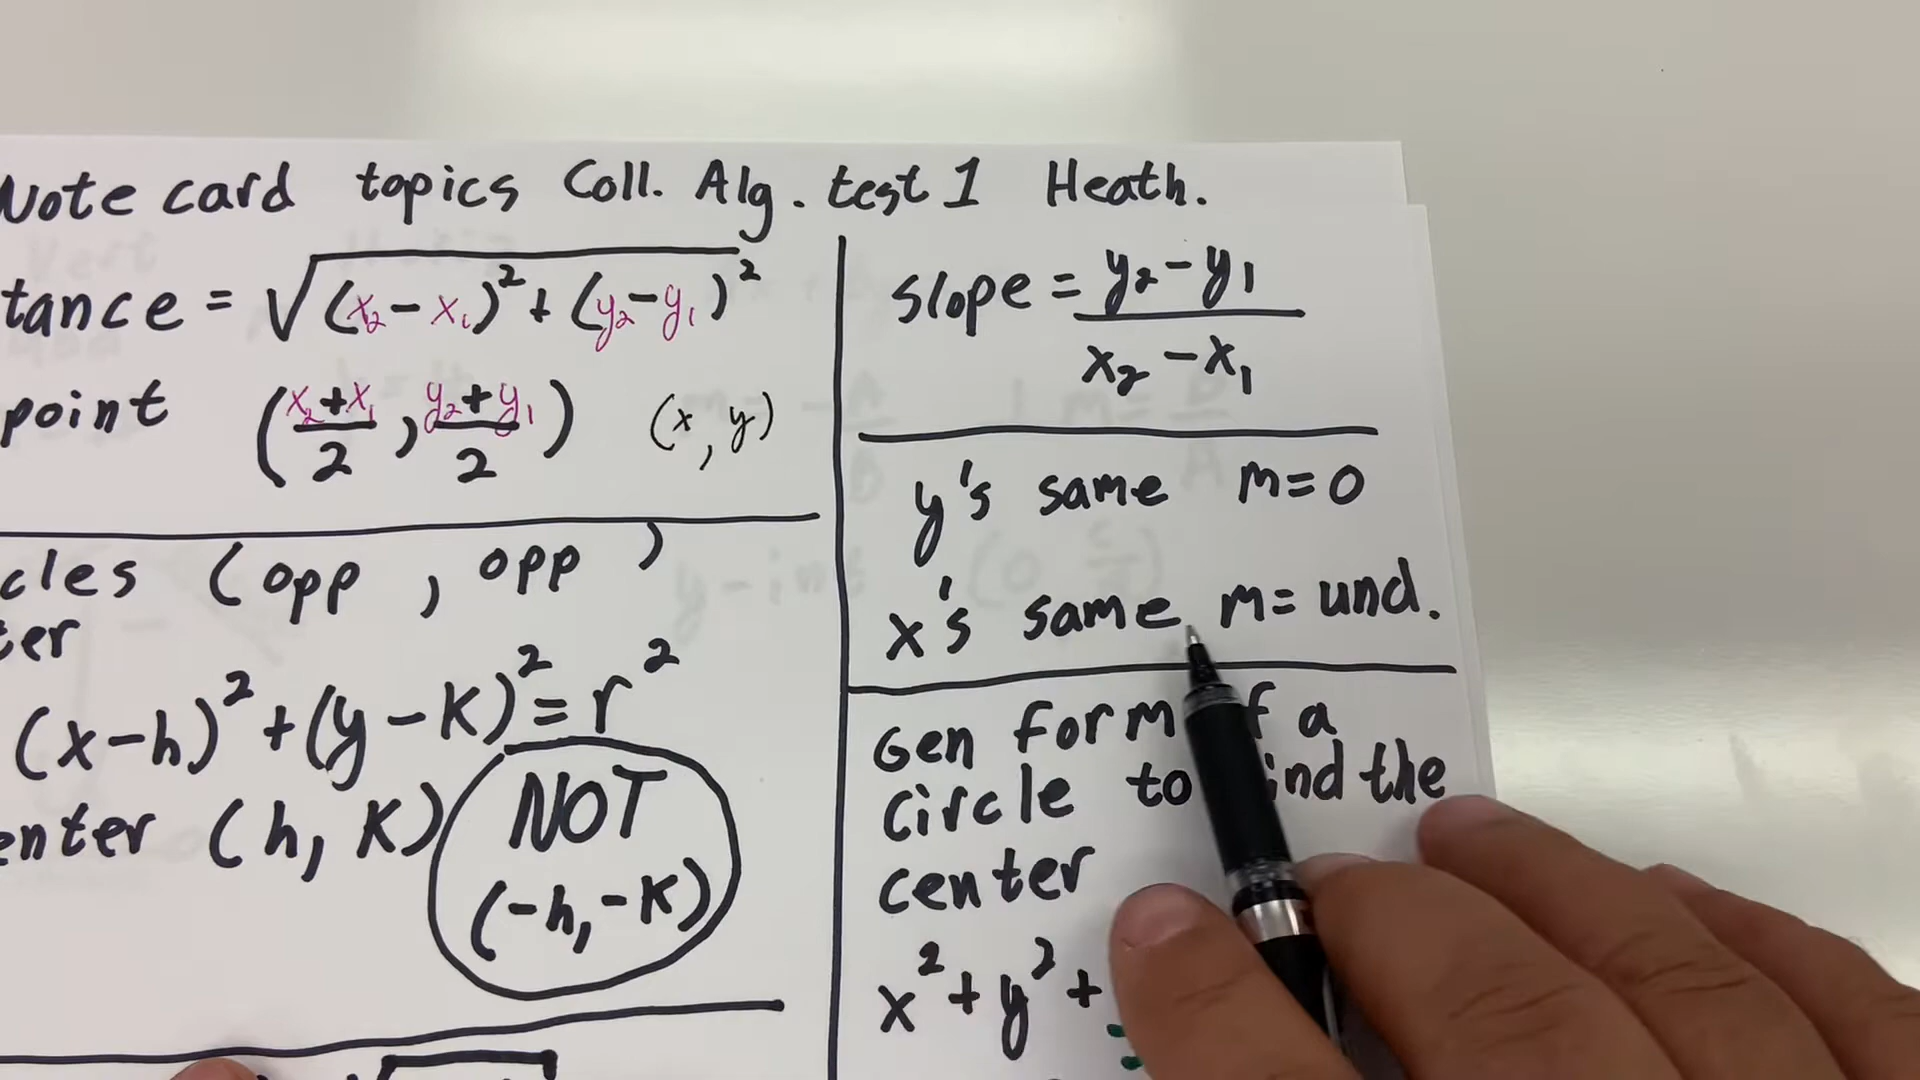 Note card topics Coll. Alg. test 1 Heath.
tance = √(x₂-x₁)²+(y₂-y₁)²
point (x₂+x₁/2, y₂+y₁/2) (x, y)
cles (opp, opp)
ter
(x-h)²+(y-K)²=r²
enter (h, K)
NOT
(-h,-K)
slope = y₂-y₁/x₂-x₁
y's same m=0
x's same m=und.
Gen form f a
circle to ind the
center
x²+y²+